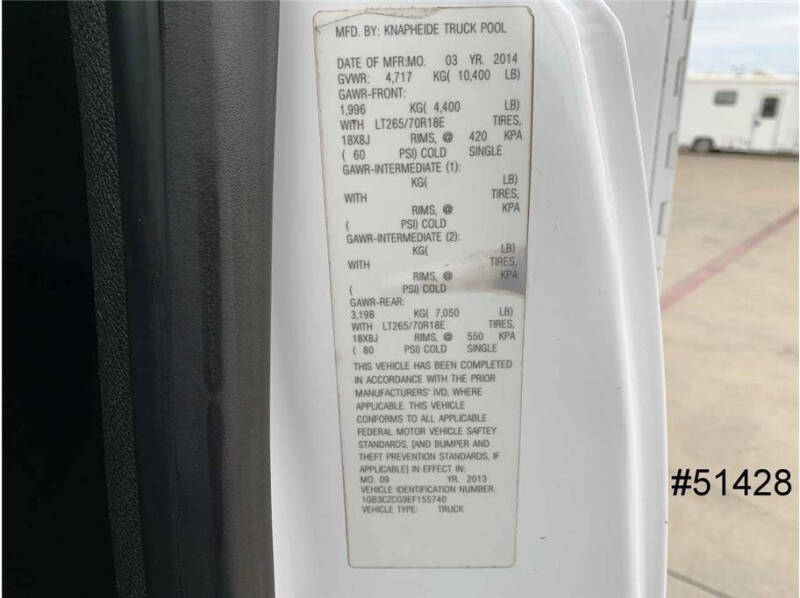 MFD. BY: KNAPHEIDE TRUCK POOL
DATE OF MFR:MO. 03 YR. 2014
GVWR: 4,717 KG( 10,400 LB)
GAWR-FRONT:
1,996 KG( 4,400 LB)
WITH LT265/70R18E TIRES,
18X8J RIMS, @ 420 KPA
( 60 PSI) COLD SINGLE
GAWR-INTERMEDIATE (1):
KG( LB)
WITH TIRES,
RIMS, @ KPA
( PSI) COLD
GAWR-INTERMEDIATE (2):
KG( LB)
WITH TIRES,
RIMS, @ KPA
( PSI) COLD
GAWR-REAR:
3,198 KG( 7,050 LB)
WITH LT265/70R18E TIRES,
18X8J RIMS, @ 550 KPA
( 80 PSI) COLD SINGLE
THIS VEHICLE HAS BEEN COMPLETED
IN ACCORDANCE WITH THE PRIOR
MANUFACTURERS' IVD, WHERE
APPLICABLE. THIS VEHICLE
CONFORMS TO ALL APPLICABLE
FEDERAL MOTOR VEHICLE SAFTEY
STANDARDS, [AND BUMPER AND
THEFT PREVENTION STANDARDS, IF
APPLICABLE] IN EFFECT IN:
MO. 09 YR. 2013
VEHICLE IDENTIFICATION NUMBER:
1GB3CZCG9EF155740
VEHICLE TYPE: TRUCK
#51428